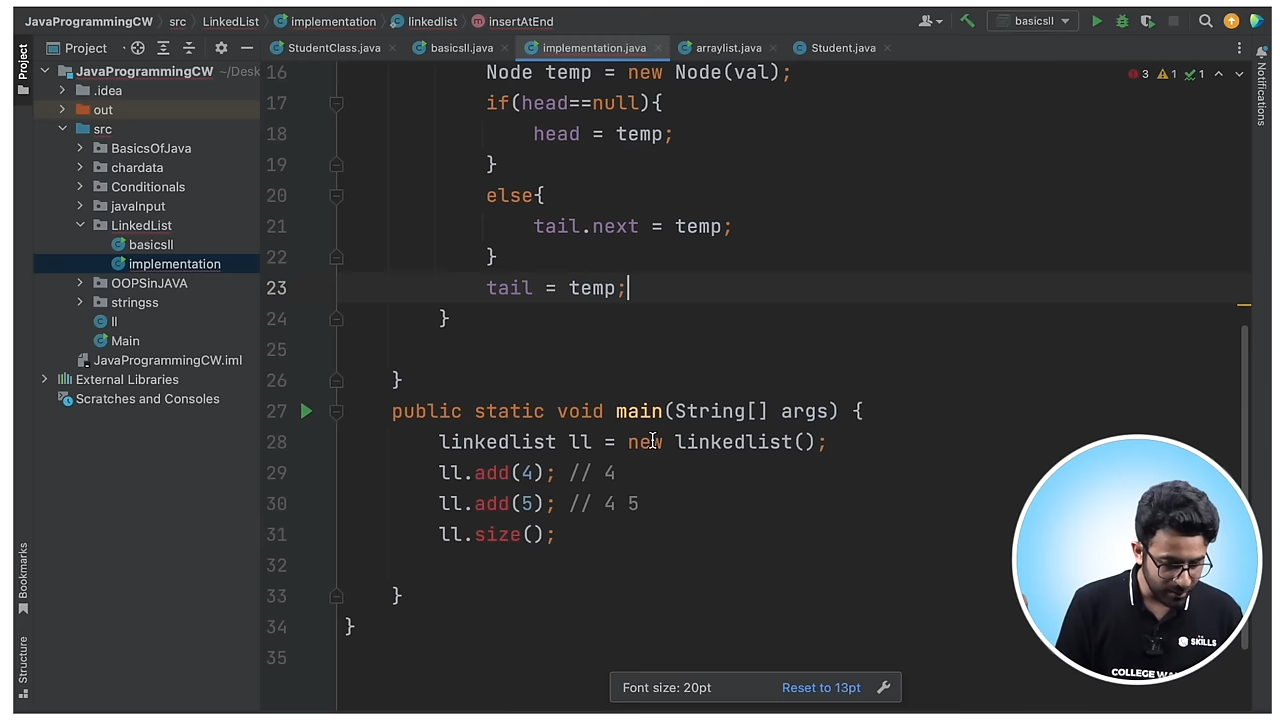 JavaProgrammingCW src LinkedList implementation linkedlist insertAtEnd basicsll
Project StudentClass.java basicsll.java implementation.java arraylist.java Student.java
Project
JavaProgrammingCW ~/Desk
.idea
out
src
BasicsOfJava
chardata
Conditionals
javaInput
LinkedList
basicsll
implementation
OOPSinJAVA
stringss
ll
Main
JavaProgrammingCW.iml
External Libraries
Scratches and Consoles
Bookmarks
Structure
3 1 1
Notifications
16 Node temp = new Node(val);
17 if(head==null){
18 head = temp;
19 }
20 else{
21 tail.next = temp;
22 }
23 tail = temp;
24 }
25
26 }
27 public static void main(String[] args) {
28 linkedlist ll = new linkedlist();
29 ll.add(4); // 4
30 ll.add(5); // 4 5
31 ll.size();
32
33 }
34 }
35
Font size: 20pt Reset to 13pt
SKILLS
COLLEGE WA